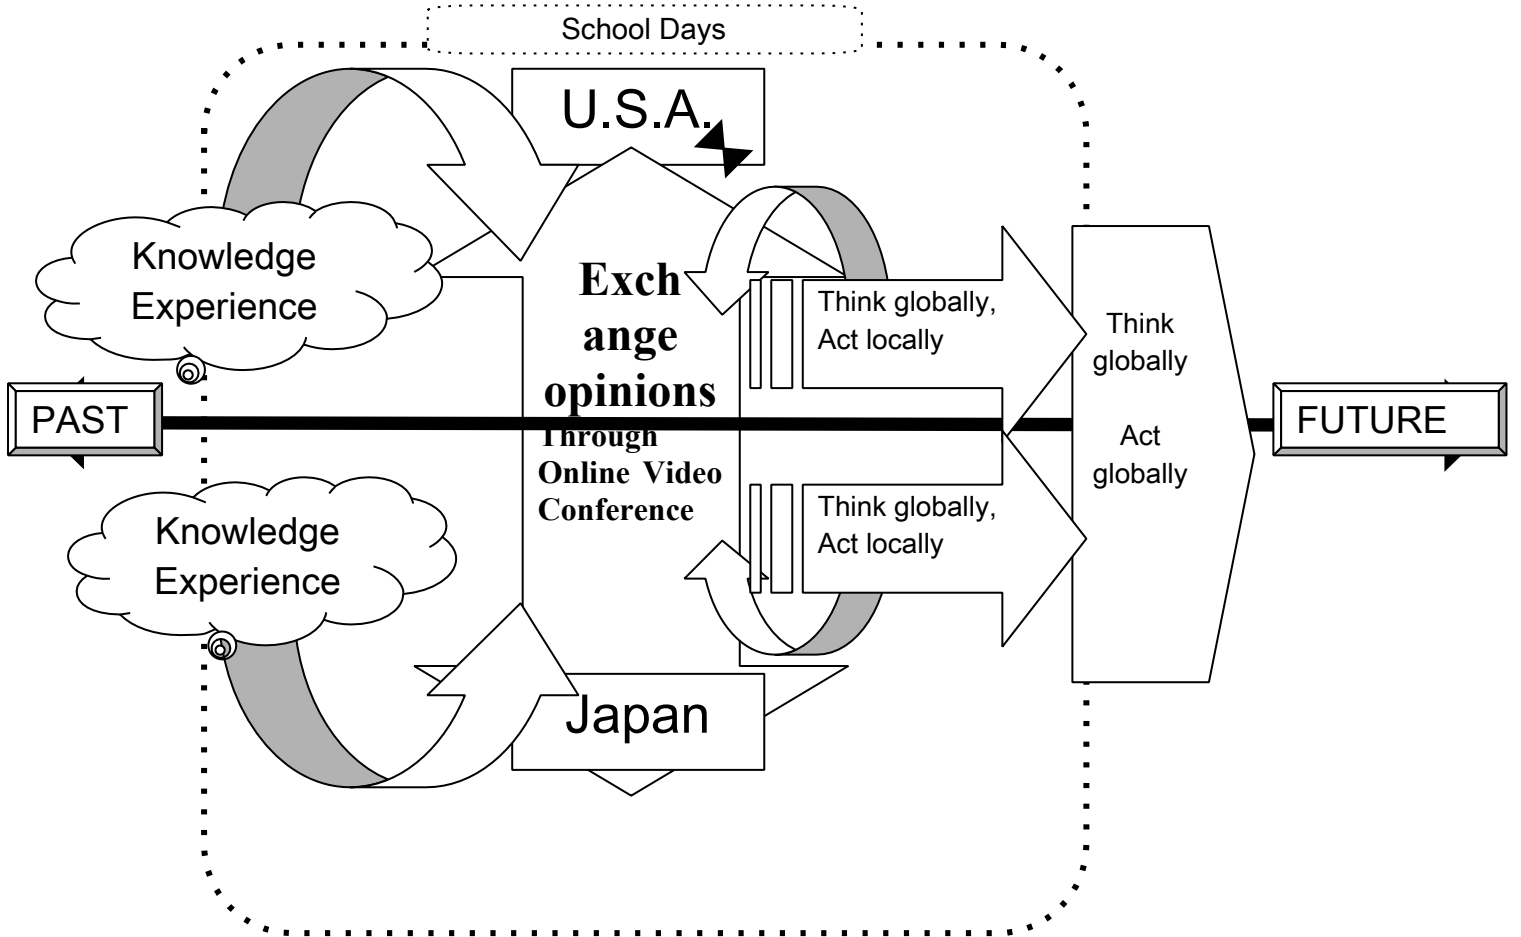 School Days
U.S.A.
Knowledge
Experience
Exch
ange
opinions
Through
Online Video
Conference
Think globally,
Act locally
Think
globally
Act
globally
PAST
FUTURE
Knowledge
Experience
Think globally,
Act locally
Japan